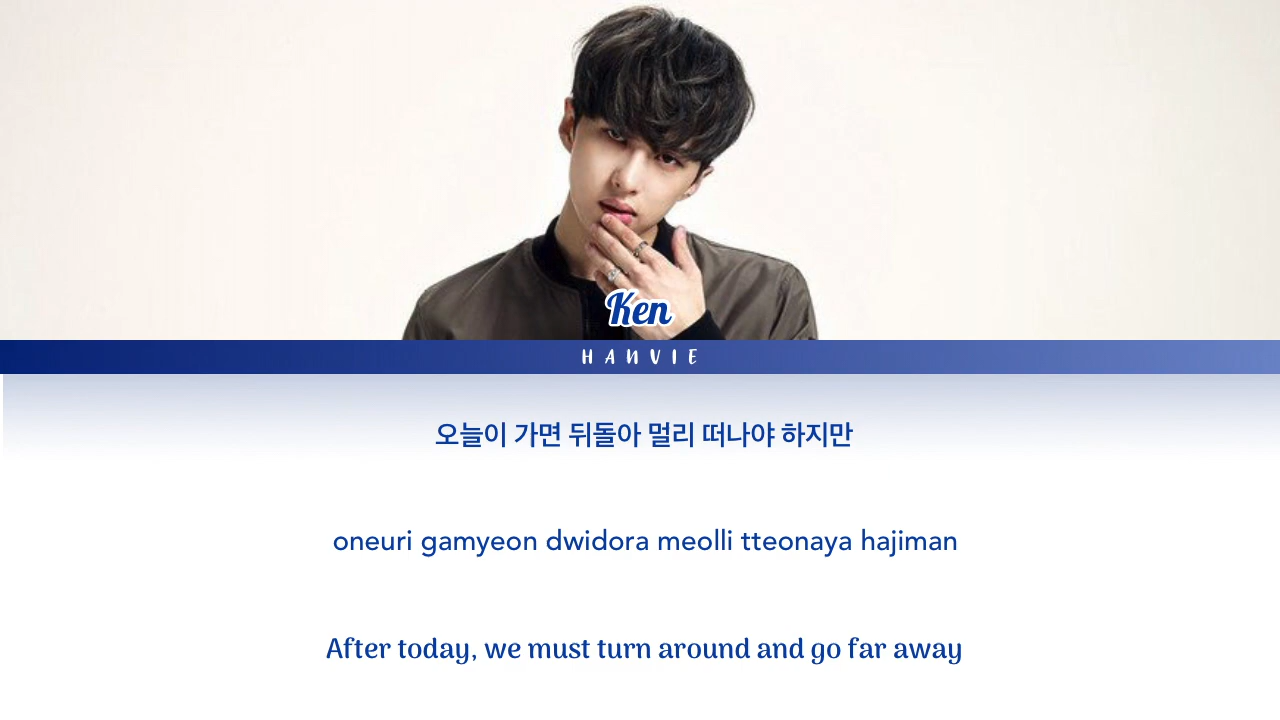 Ken
HANVIE
오늘이 가면 뒤돌아 멀리 떠나야 하지만
oneuri gamyeon dwidora meolli tteonaya hajiman
After today, we must turn around and go far away